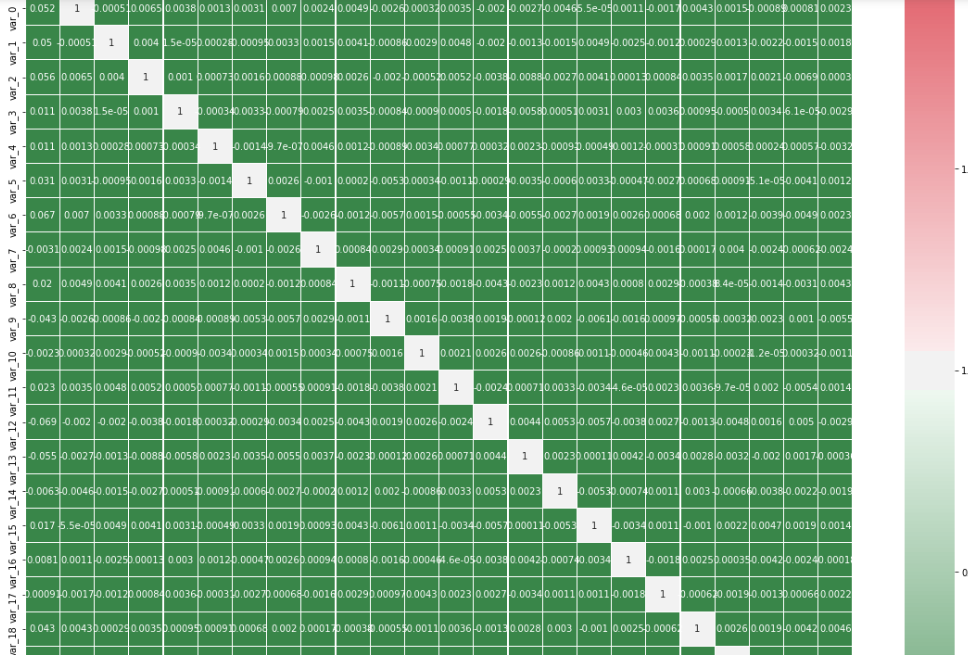 var_0 0.052 1 0.0065 0.0038 0.0013 0.0031 0.007 0.0024 0.0049 -0.0026 0.00032 0.0035 -0.002 -0.0027 -0.0046 5.5e-05 0.0011 -0.0017 0.0043 0.0015 -0.00089 0.00081 0.0023
var_1 0.05 -0.00051 1 0.004 1.5e-05 0.00028 0.00095 0.0033 0.0015 0.0041 -0.00086 0.0029 0.0048 -0.002 -0.0013 -0.0015 0.0049 -0.0025 -0.0012 0.00029 0.0013 -0.0022 -0.0015 0.0018
var_2 0.056 0.0065 0.004 1 0.001 0.00073 0.0016 0.00088 0.00098 0.0026 -0.002 -0.00052 0.0052 -0.0038 -0.0088 -0.0027 0.0041 0.00013 0.00084 0.0035 0.0017 0.0021 -0.0069 0.0003
var_3 0.011 0.0038 1.5e-05 0.001 1 0.00034 0.0033 -0.00079 0.0025 0.0035 -0.00084 0.0009 0.0005 -0.0018 -0.0058 0.00051 0.0031 0.003 0.0036 0.00095 -0.0005 0.0034 -6.1e-05 -0.0029
var_4 0.011 0.0013 0.00028 0.00073 0.00034 1 -0.0014 -9.7e-07 0.0046 0.0012 -0.00089 0.0034 0.00077 0.00032 0.0023 -0.00091 0.00049 0.0012 -0.0003 0.00091 0.00058 0.00024 0.00057 -0.0032
var_5 0.031 0.0031 -0.00095 0.0016 0.0033 -0.0014 1 0.0026 -0.001 0.0002 -0.0053 0.00034 -0.0011 0.00029 0.0035 -0.0006 0.0033 -0.00047 -0.0027 0.00068 0.00091 5.1e-05 0.0041 0.0012
var_6 0.067 0.007 0.0033 0.00088 0.00079 9.7e-07 0.0026 1 -0.0026 -0.0012 -0.0057 0.0015 -0.00055 0.0034 -0.0055 -0.0027 0.0019 0.0026 0.00068 0.002 0.0012 -0.0039 -0.0049 0.0023
var_7 -0.0031 0.0024 0.0015 -0.00098 0.0025 0.0046 -0.001 -0.0026 1 0.00084 0.0029 0.00034 0.00091 0.0025 0.0037 -0.0002 0.00093 0.00094 -0.0016 0.00017 0.004 -0.0024 0.00062 -0.0024
var_8 0.02 0.0049 0.0041 0.0026 0.0035 0.0012 0.0002 -0.0012 0.00084 1 -0.0011 0.00075 0.0018 -0.0043 -0.0023 0.0012 0.0043 0.0008 0.0029 0.00038 8.4e-05 -0.0014 -0.0031 0.0043
var_9 -0.043 -0.0026 0.00086 -0.002 0.00084 0.00089 0.0053 -0.0057 0.0029 -0.0011 1 0.0016 -0.0038 0.0019 0.00012 0.002 -0.0061 -0.0016 0.00097 0.00055 0.00032 0.0023 0.001 -0.0055
var_10 -0.0023 0.00032 0.0029 -0.00052 -0.0009 -0.0034 0.00034 0.0015 0.00034 0.00075 0.0016 1 0.0021 0.0026 0.0026 -0.00086 0.0011 -0.00046 0.0043 -0.0011 0.00032 -0.0011
var_11 0.023 0.0035 0.0048 0.0052 0.0005 0.00077 -0.0011 0.00055 0.00091 -0.0018 -0.0038 0.0021 1 -0.0024 0.00071 0.0033 -0.0034 -4.6e-05 0.0023 0.0036 -9.7e-05 0.002 -0.0054 0.0014
var_12 -0.069 -0.002 -0.002 -0.0038 0.0018 0.00032 0.00029 0.0034 0.0025 -0.0043 0.0019 0.0026 -0.0024 1 0.0044 0.0053 -0.0057 -0.0038 0.0027 -0.0013 -0.0048 0.0016 0.005 -0.0029
var_13 -0.055 -0.0027 -0.0013 -0.0088 -0.0058 0.0023 -0.0035 -0.0055 0.0037 -0.0023 0.00012 0.0026 0.00071 0.0044 1 0.0023 0.00011 0.0042 -0.0034 0.0028 -0.0032 -0.002 0.0017
var_14 -0.0063 -0.0046 -0.0015 -0.0027 0.00051 0.00091 -0.0006 -0.0027 -0.0002 0.0012 0.002 -0.00086 0.0033 0.0053 0.0023 1 -0.0053 0.00074 0.0011 0.003 -0.00066 0.0038 -0.0022 -0.0019
var_15 0.017 -5.5e-05 0.0049 0.0041 0.0031 -0.00049 0.0033 0.0019 0.00093 0.0043 -0.0061 0.0011 -0.0034 -0.0057 0.00011 -0.0053 1 -0.0034 0.0011 -0.001 0.0022 0.0047 0.0019 0.0014
var_16 0.0081 0.0011 -0.0025 0.00013 0.003 0.0012 0.00047 0.0026 0.00094 0.0008 -0.0016 0.00046 4.6e-05 0.0038 0.0042 0.00074 0.0034 1 -0.0018 0.0025 0.00035 0.0042 -0.0024 0.00018
var_17 0.00091 -0.0017 -0.0012 0.00084 0.0036 -0.0003 0.0027 0.00068 -0.0016 0.0029 0.00097 0.0043 0.0023 0.0027 -0.0034 0.0011 0.0011 -0.0018 1 0.00062 0.0019 -0.0013 0.00066 0.0022
var_18 0.043 0.0043 0.00029 0.0035 0.00095 0.00091 0.00068 0.002 0.00017 0.00038 0.00055 0.0011 0.0036 -0.0013 0.0028 0.003 -0.001 0.0025 -0.00062 1 0.0026 0.0019 -0.0042 0.0046